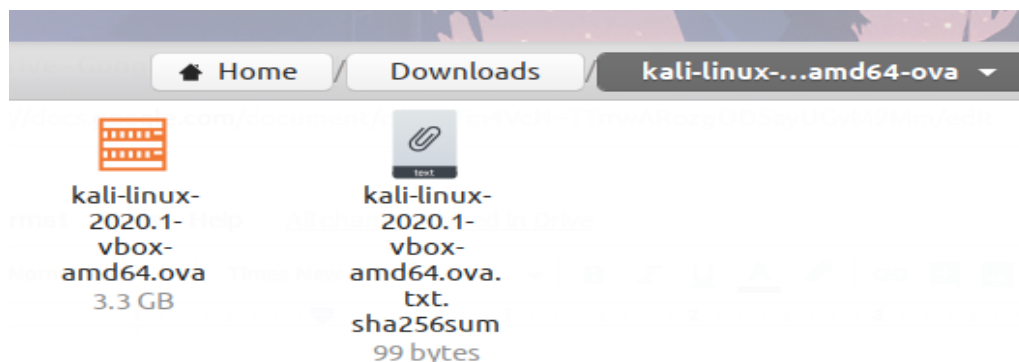 Home / Downloads / kali-linux-...amd64-ova
kali-linux-
2020.1-
vbox-
amd64.ova
3.3 GB
text
kali-linux-
2020.1-
vbox-
amd64.ova.
txt.
sha256sum
99 bytes